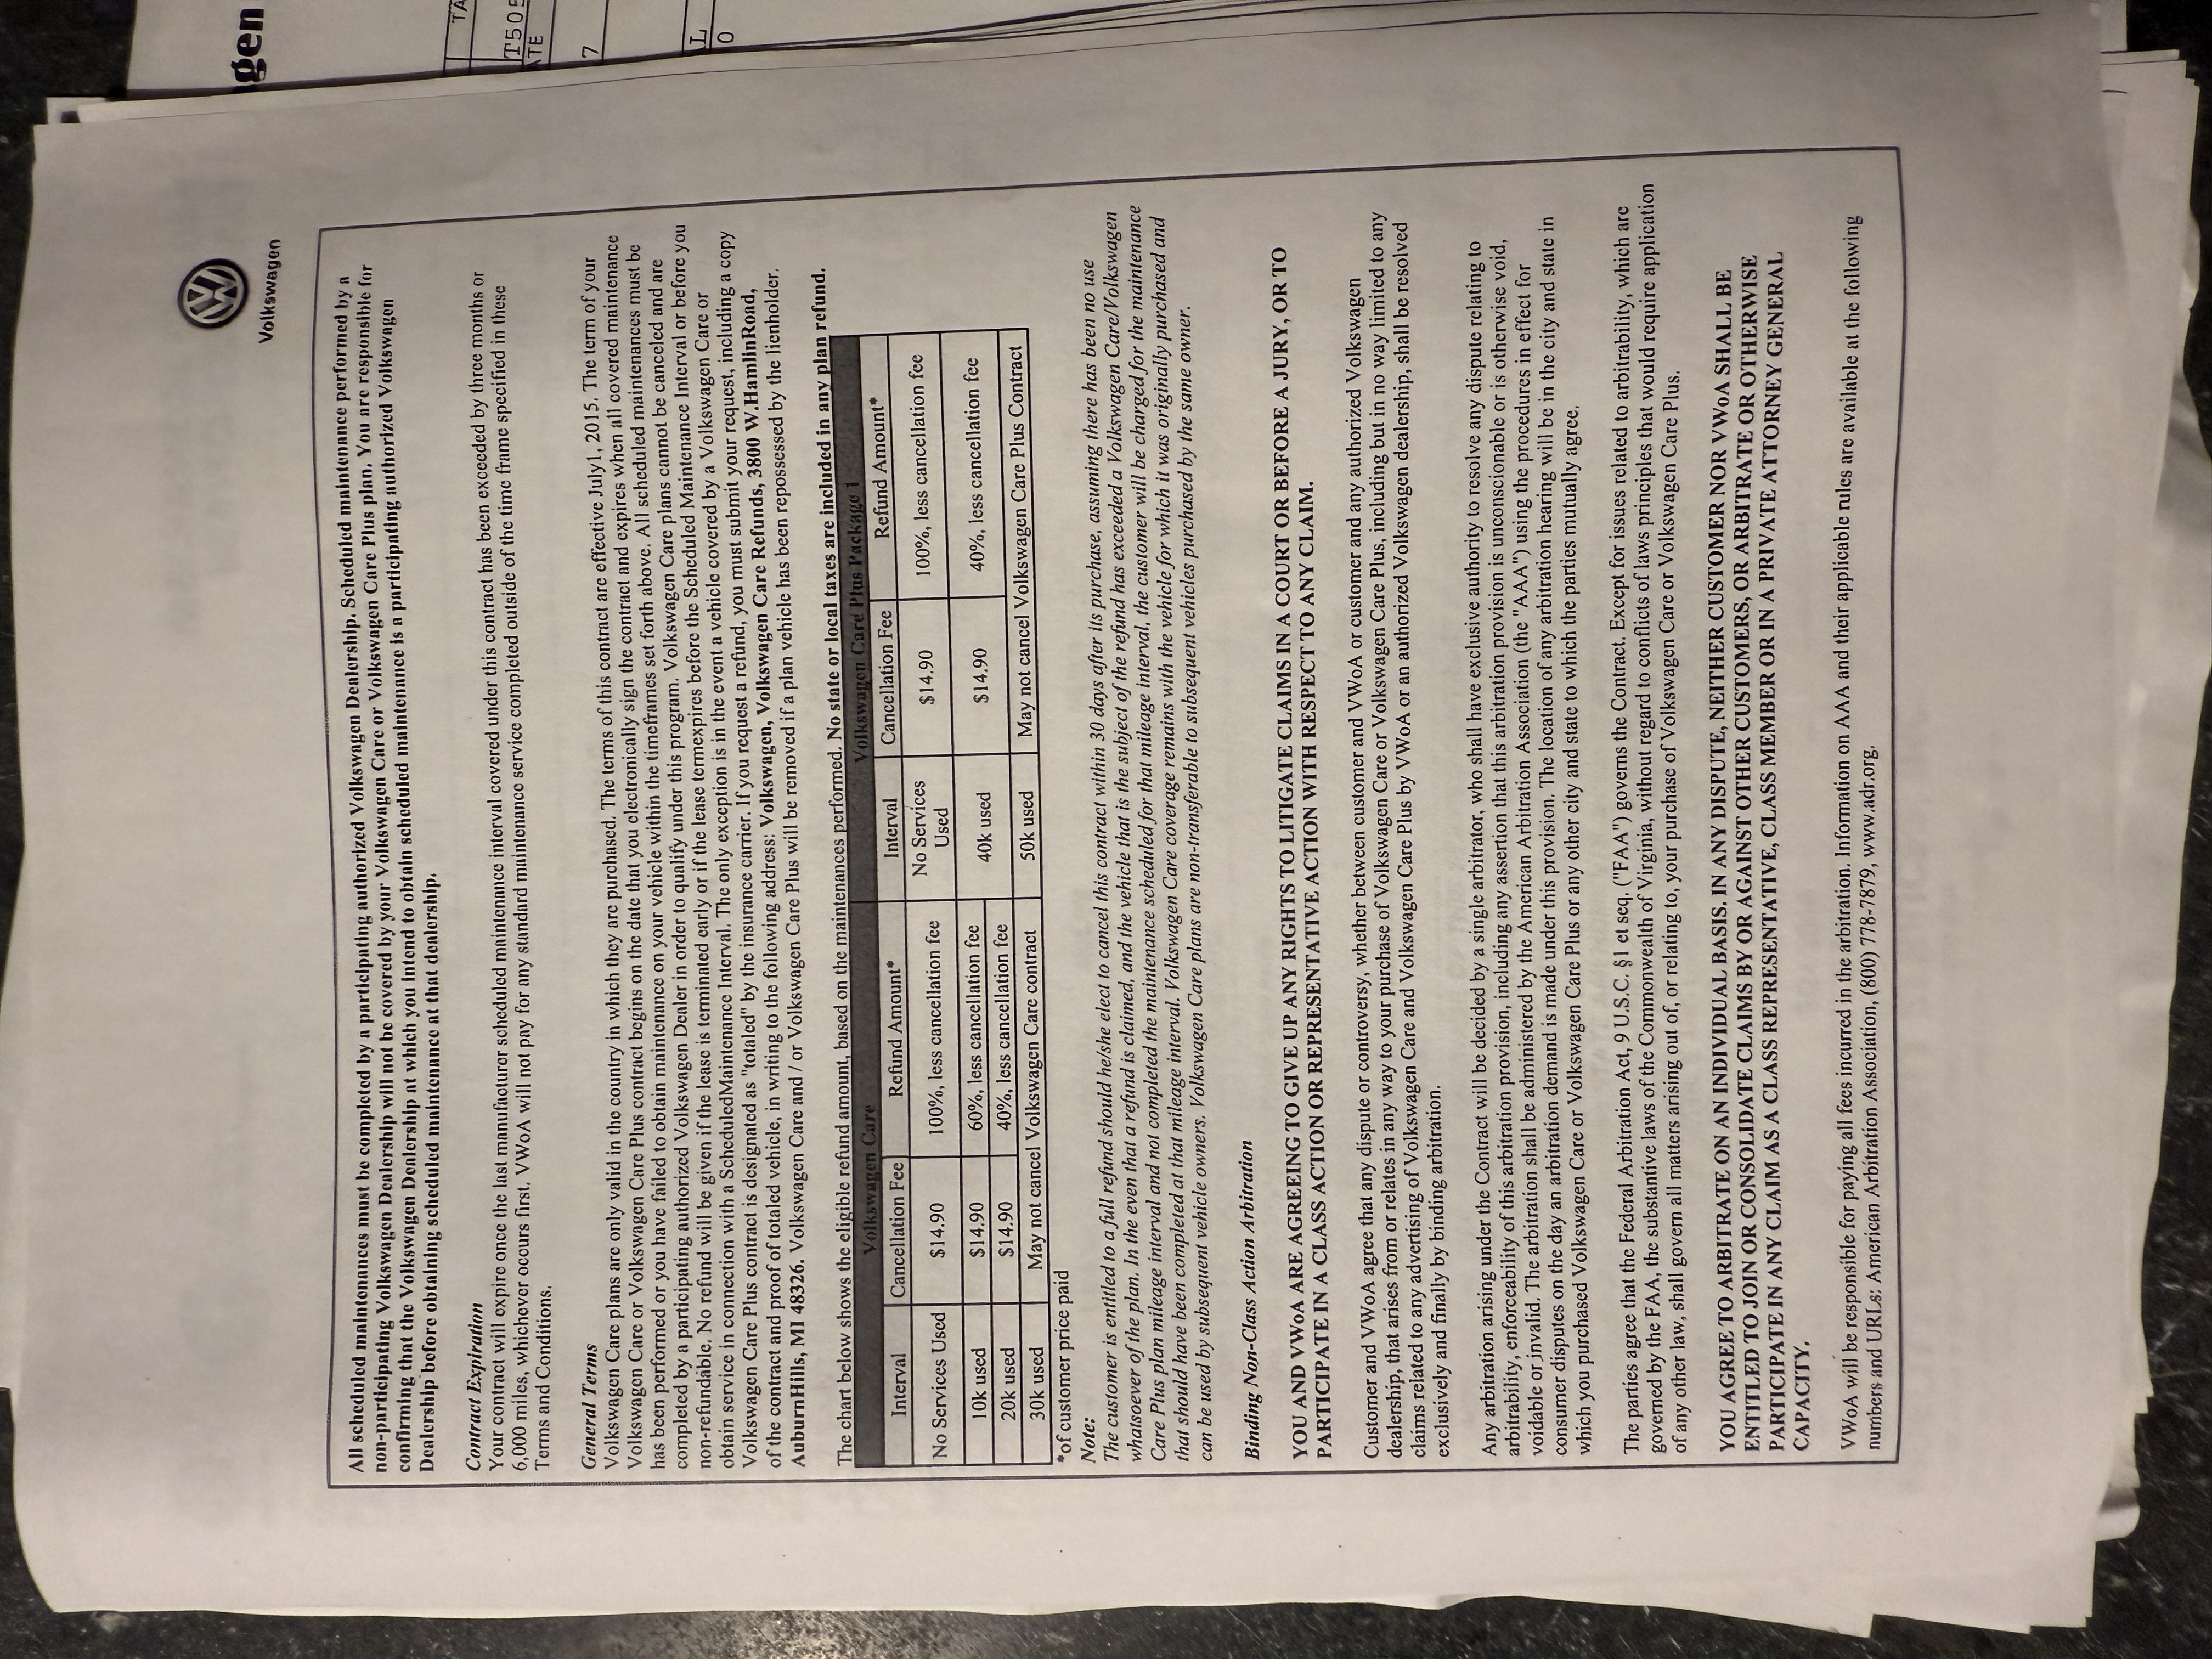 Volkswagen
gen
All scheduled maintenances must be completed by a participating authorized Volkswagen Dealership. Scheduled maintenance performed by a
non-participating Volkswagen Dealership will not be covered by your Volkswagen Care or Volkswagen Care Plus plan. You are responsible for
confirming that the Volkswagen Dealership at which you intend to obtain scheduled maintenance is a participating authorized Volkswagen
Dealership before obtaining scheduled maintenance at that dealership.
Contract Expiration
Your contract will expire once the last manufacturer scheduled maintenance interval covered under this contract has been exceeded by three months or
6,000 miles, whichever occurs first. VWoA will not pay for any standard maintenance service completed outside of the time frame specified in these
Terms and Conditions.
General Terms
Volkswagen Care plans are only valid in the country in which they are purchased. The terms of this contract are effective July1, 2015. The term of your
Volkswagen Care or Volkswagen Care Plus contract begins on the date that you electronically sign the contract and expires when all covered maintenance
has been performed or you have failed to obtain maintenance on your vehicle within the timeframes set forth above. All scheduled maintenances must be
completed by a participating authorized Volkswagen Dealer in order to qualify under this program. Volkswagen Care plans cannot be canceled and are
non-refundable. No refund will be given if the lease is terminated early or if the lease termexpires before the Scheduled Maintenance Interval or before you
obtain service in connection with a ScheduledMaintenance Interval. The only exception is in the event a vehicle covered by a Volkswagen Care or
Volkswagen Care Plus contract is designated as "totaled" by the insurance carrier. If you request a refund, you must submit your request, including a copy
of the contract and proof of totaled vehicle, in writing to the following address: Volkswagen, Volkswagen Care Refunds, 3800 W.HamlinRoad,
AuburnHills, MI 48326. Volkswagen Care and / or Volkswagen Care Plus will be removed if a plan vehicle has been repossessed by the lienholder.
The chart below shows the eligible refund amount, based on the maintenances performed. No state or local taxes are included in any plan refund.
Volkswagen Care Volkswagen Care Plus Package 1
Interval Cancellation Fee Refund Amount* Interval Cancellation Fee Refund Amount*
No Services Used $14.90 100%, less cancellation fee No Services Used $14.90 100%, less cancellation fee
10k used $14.90 60%, less cancellation fee 40k used $14.90 40%, less cancellation fee
20k used $14.90 40%, less cancellation fee
30k used May not cancel Volkswagen Care contract 50k used May not cancel Volkswagen Care Plus Contract
*of customer price paid
Note:
The customer is entitled to a full refund should he/she elect to cancel this contract within 30 days after its purchase, assuming there has been no use
whatsoever of the plan. In the even that a refund is claimed, and the vehicle that is the subject of the refund has exceeded a Volkswagen Care/Volkswagen
Care Plus plan mileage interval and not completed the maintenance scheduled for that mileage interval, the customer will be charged for the maintenance
that should have been completed at that mileage interval. Volkswagen Care coverage remains with the vehicle for which it was originally purchased and
can be used by subsequent vehicle owners. Volkswagen Care plans are non-transferable to subsequent vehicles purchased by the same owner.
Binding Non-Class Action Arbitration
YOU AND VWoA ARE AGREEING TO GIVE UP ANY RIGHTS TO LITIGATE CLAIMS IN A COURT OR BEFORE A JURY, OR TO
PARTICIPATE IN A CLASS ACTION OR REPRESENTATIVE ACTION WITH RESPECT TO ANY CLAIM.
Customer and VWoA agree that any dispute or controversy, whether between customer and VWoA or customer and any authorized Volkswagen
dealership, that arises from or relates in any way to your purchase of Volkswagen Care or Volkswagen Care Plus, including but in no way limited to any
claims related to any advertising of Volkswagen Care and Volkswagen Care Plus by VWoA or an authorized Volkswagen dealership, shall be resolved
exclusively and finally by binding arbitration.
Any arbitration arising under the Contract will be decided by a single arbitrator, who shall have exclusive authority to resolve any dispute relating to
arbitrability, enforceability of this arbitration provision, including any assertion that this arbitration provision is unconscionable or is otherwise void,
voidable or invalid. The arbitration shall be administered by the American Arbitration Association (the "AAA") using the procedures in effect for
consumer disputes on the day an arbitration demand is made under this provision. The location of any arbitration hearing will be in the city and state in
which you purchased Volkswagen Care or Volkswagen Care Plus or any other city and state to which the parties mutually agree.
The parties agree that the Federal Arbitration Act, 9 U.S.C. §1 et seq. ("FAA") governs the Contract. Except for issues related to arbitrability, which are
governed by the FAA, the substantive laws of the Commonwealth of Virginia, without regard to conflicts of laws principles that would require application
of any other law, shall govern all matters arising out of, or relating to, your purchase of Volkswagen Care or Volkswagen Care Plus.
YOU AGREE TO ARBITRATE ON AN INDIVIDUAL BASIS. IN ANY DISPUTE, NEITHER CUSTOMER NOR VWoA SHALL BE
ENTITLED TO JOIN OR CONSOLIDATE CLAIMS BY OR AGAINST OTHER CUSTOMERS, OR ARBITRATE OR OTHERWISE
PARTICIPATE IN ANY CLAIM AS A CLASS REPRESENTATIVE, CLASS MEMBER OR IN A PRIVATE ATTORNEY GENERAL
CAPACITY.
VWoA will be responsible for paying all fees incurred in the arbitration. Information on AAA and their applicable rules are available at the following
numbers and URLs: American Arbitration Association, (800) 778-7879, www.adr.org.
TA
T505
ATE
7
L
0